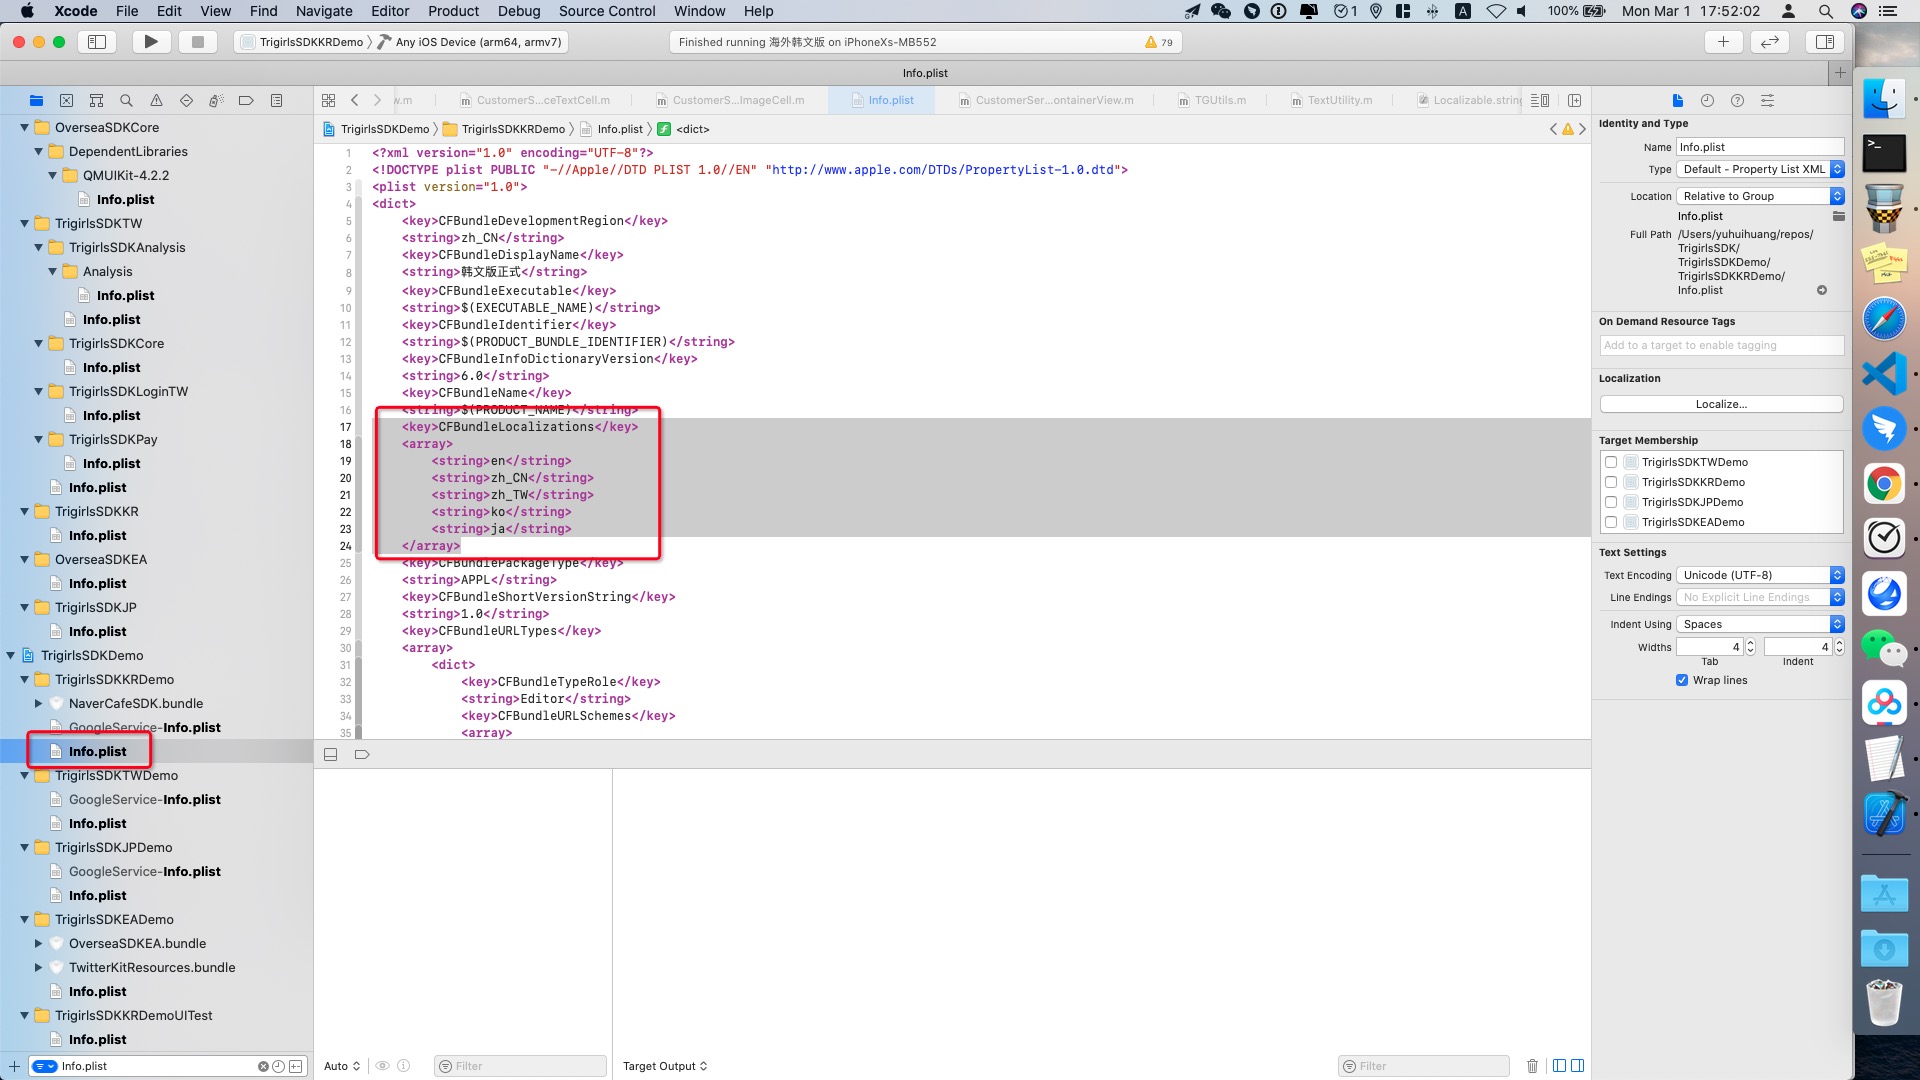 Xcode File Edit View Find Navigate Editor Product Debug Source Control Window Help
1 A 100% Mon Mar 1 17:52:02
TrigirlsSDKKRDemo 〉 Any iOS Device (arm64, armv7)
Finished running 海外韩文版 on iPhoneXs-MB552
79
Info.plist
w.m CustomerS...ceTextCell.m CustomerS...ImageCell.m Info.plist CustomerSer...ontainerView.m TGUtils.m TextUtility.m Localizable.string
TrigirlsSDKDemo 〉 TrigirlsSDKKRDemo 〉 Info.plist 〉 <dict>
OverseaSDKCore
DependentLibraries
QMUIKit-4.2.2
Info.plist
TrigirlsSDKTW
TrigirlsSDKAnalysis
Analysis
Info.plist
Info.plist
TrigirlsSDKCore
Info.plist
TrigirlsSDKLoginTW
Info.plist
TrigirlsSDKPay
Info.plist
Info.plist
TrigirlsSDKKR
Info.plist
OverseaSDKEA
Info.plist
TrigirlsSDKJP
Info.plist
TrigirlsSDKDemo
TrigirlsSDKKRDemo
NaverCafeSDK.bundle
GoogleService-Info.plist
Info.plist
TrigirlsSDKTWDemo
GoogleService-Info.plist
Info.plist
TrigirlsSDKJPDemo
GoogleService-Info.plist
Info.plist
TrigirlsSDKEADemo
OverseaSDKEA.bundle
TwitterKitResources.bundle
Info.plist
TrigirlsSDKKRDemoUITest
Info.plist
Info.plist
1 <?xml version="1.0" encoding="UTF-8"?>
2 <!DOCTYPE plist PUBLIC "-//Apple//DTD PLIST 1.0//EN" "http://www.apple.com/DTDs/PropertyList-1.0.dtd">
3 <plist version="1.0">
4 <dict>
5 <key>CFBundleDevelopmentRegion</key>
6 <string>zh_CN</string>
7 <key>CFBundleDisplayName</key>
8 <string>韩文版正式</string>
9 <key>CFBundleExecutable</key>
10 <string>$(EXECUTABLE_NAME)</string>
11 <key>CFBundleIdentifier</key>
12 <string>$(PRODUCT_BUNDLE_IDENTIFIER)</string>
13 <key>CFBundleInfoDictionaryVersion</key>
14 <string>6.0</string>
15 <key>CFBundleName</key>
16 <string>$(PRODUCT_NAME)</string>
17 <key>CFBundleLocalizations</key>
18 <array>
19 <string>en</string>
20 <string>zh_CN</string>
21 <string>zh_TW</string>
22 <string>ko</string>
23 <string>ja</string>
24 </array>
25 <key>CFBundlePackageType</key>
26 <string>APPL</string>
27 <key>CFBundleShortVersionString</key>
28 <string>1.0</string>
29 <key>CFBundleURLTypes</key>
30 <array>
31 <dict>
32 <key>CFBundleTypeRole</key>
33 <string>Editor</string>
34 <key>CFBundleURLSchemes</key>
35 <array>
Auto Filter
Target Output Filter
Identity and Type
Name Info.plist
Type Default - Property List XML
Location Relative to Group
Info.plist
Full Path /Users/yuhuihuang/repos/
TrigirlsSDK/
TrigirlsSDKDemo/
TrigirlsSDKKRDemo/
Info.plist
On Demand Resource Tags
Add to a target to enable tagging
Localization
Localize...
Target Membership
TrigirlsSDKTWDemo
TrigirlsSDKKRDemo
TrigirlsSDKJPDemo
TrigirlsSDKEADemo
Text Settings
Text Encoding Unicode (UTF-8)
Line Endings No Explicit Line Endings
Indent Using Spaces
Widths 4 4
Tab Indent
Wrap lines